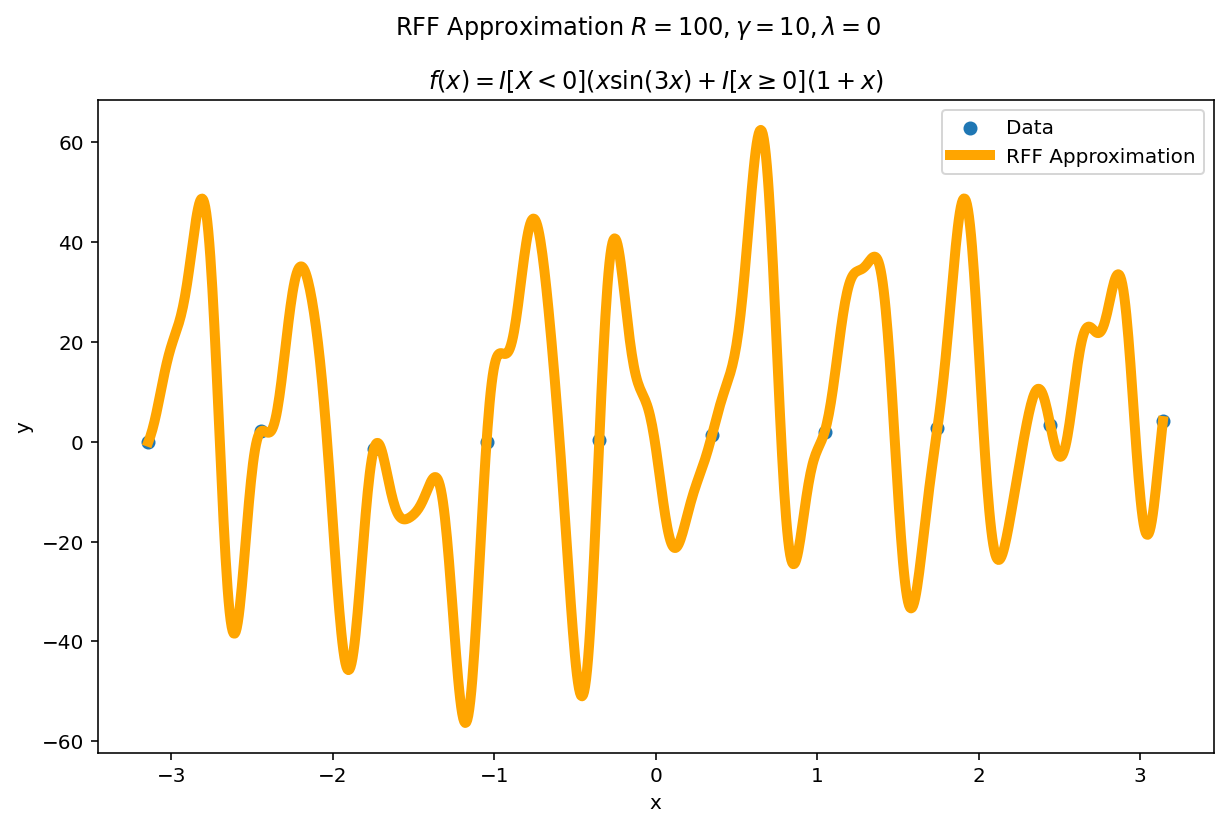 RFF Approximation R = 100, γ = 10, λ = 0
f(x) = I[X < 0](x sin(3x) + I[x ≥ 0](1 + x)
Data
RFF Approximation
60
40
20
0
−20
−40
−60
y
−3 −2 −1 0 1 2 3
x